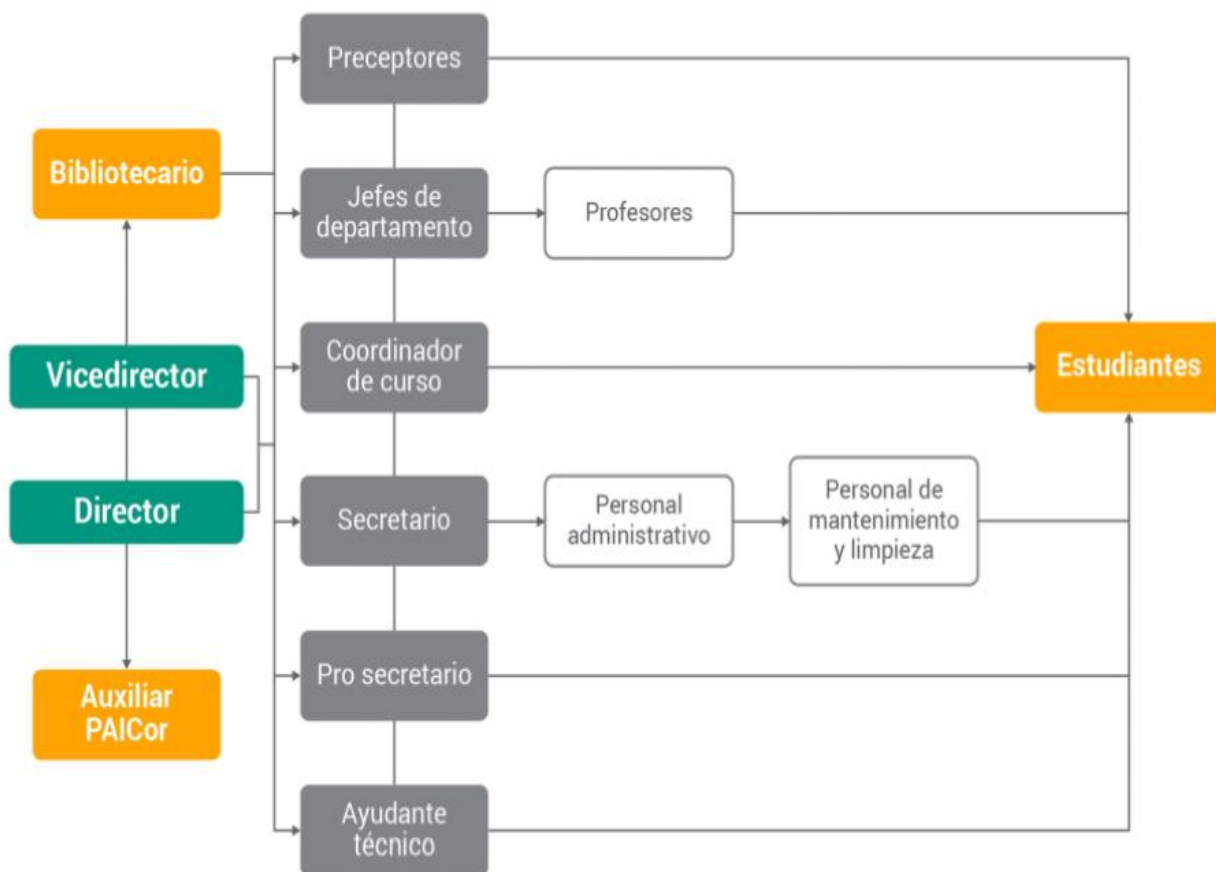 Preceptores
Bibliotecario
Jefes de
departamento
Profesores
Vicedirector
Coordinador
de curso
Estudiantes
Director
Secretario
Personal
administrativo
Personal de
mantenimiento
y limpieza
Auxiliar
PAICor
Pro secretario
Ayudante
técnico